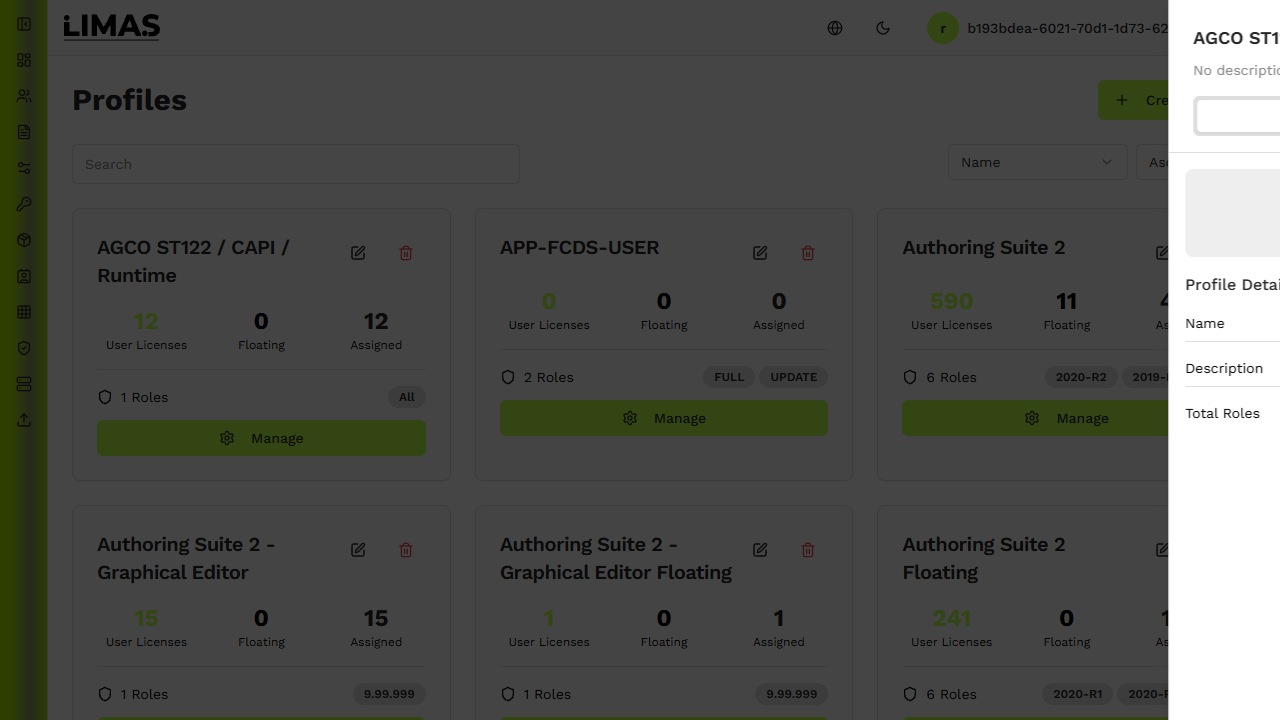 LIMAS
r
b193bdea-6021-70d1-1d73-62
Profiles
Cre
Search
Name
Asc
AGCO ST122 / CAPI /
Runtime
12
User Licenses
0
Floating
12
Assigned
1 Roles
All
Manage
APP-FCDS-USER
0
User Licenses
0
Floating
0
Assigned
2 Roles
FULL
UPDATE
Manage
Authoring Suite 2
590
User Licenses
11
Floating
As
6 Roles
2020-R2
2019-
Manage
Authoring Suite 2 -
Graphical Editor
15
User Licenses
0
Floating
15
Assigned
1 Roles
9.99.999
Authoring Suite 2 -
Graphical Editor Floating
1
User Licenses
0
Floating
1
Assigned
1 Roles
9.99.999
Authoring Suite 2
Floating
241
User Licenses
0
Floating
As
6 Roles
2020-R1
2020-
AGCO ST1
No descriptio
Profile Detai
Name
Description
Total Roles